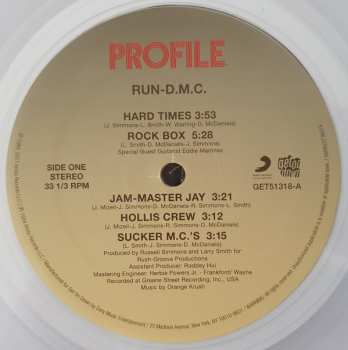 PROFILE
RUN-D.M.C.
HARD TIMES 3:53
(J. Simmons-L. Smith-W. Waring-D. McDaniels)
ROCK BOX 5:28
(L. Smith-D. McDaniels-J. Simmons)
Special Guest Guitarist Eddie Martinez
SIDE ONE
STEREO
33 1/3 RPM
get on down
GET51318-A
JAM-MASTER JAY 3:21
(J. Mizell-J. Simmons-D. McDaniels-R. Simmons-L. Smith)
HOLLIS CREW 3:12
(J. Mizell-J. Simmons-D. McDaniels-R. Simmons)
SUCKER M.C.'S 3:15
(L. Smith-J. Simmons-D. McDaniels)
Produced by Russell Simmons and Larry Smith for
Rush Groove Productions
Assistant Producer: Rodney Hui
Mastering Engineer: Herbie Powers Jr. - Frankford/ Wayne
Recorded at Greene Street Recording, Inc., USA
Music by Orange Krush